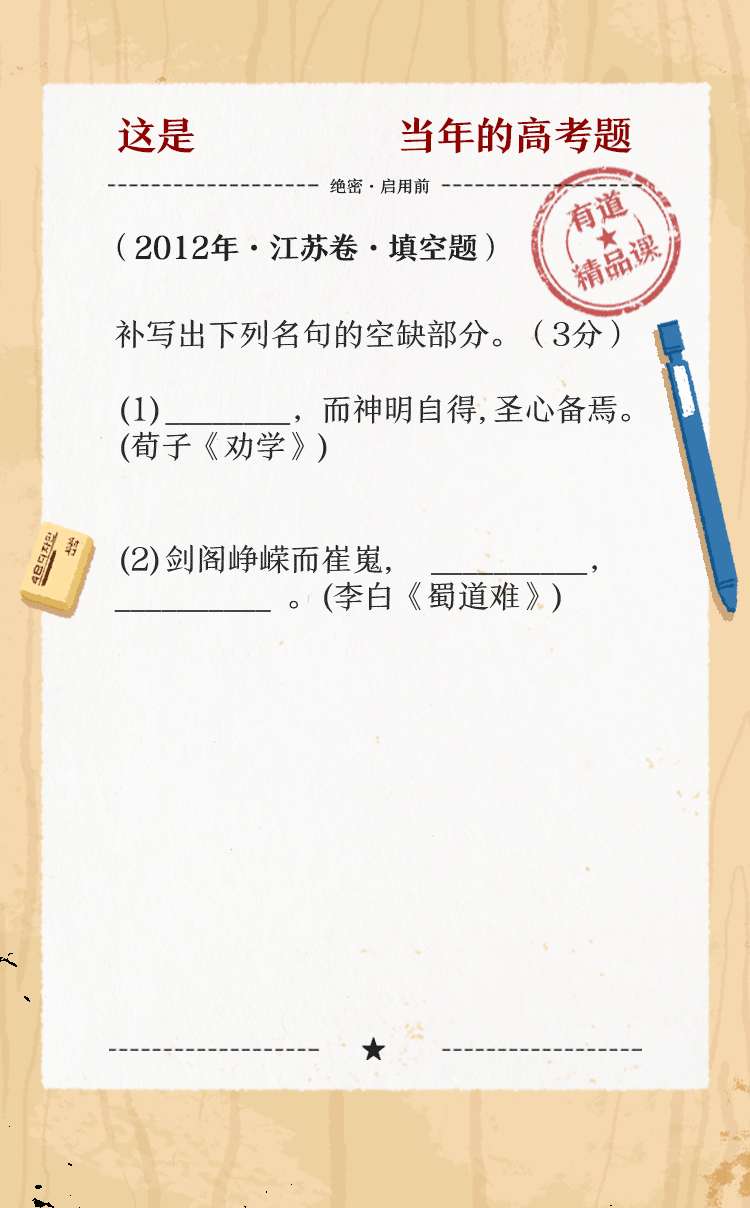 这是 当年的高考题
绝密·启用前
有道
精品课
（2012年·江苏卷·填空题）
补写出下列名句的空缺部分。（3分）
(1)________，而神明自得,圣心备焉。
(荀子《劝学》)
(2)剑阁峥嵘而崔嵬， __________，
__________ 。(李白《蜀道难》)